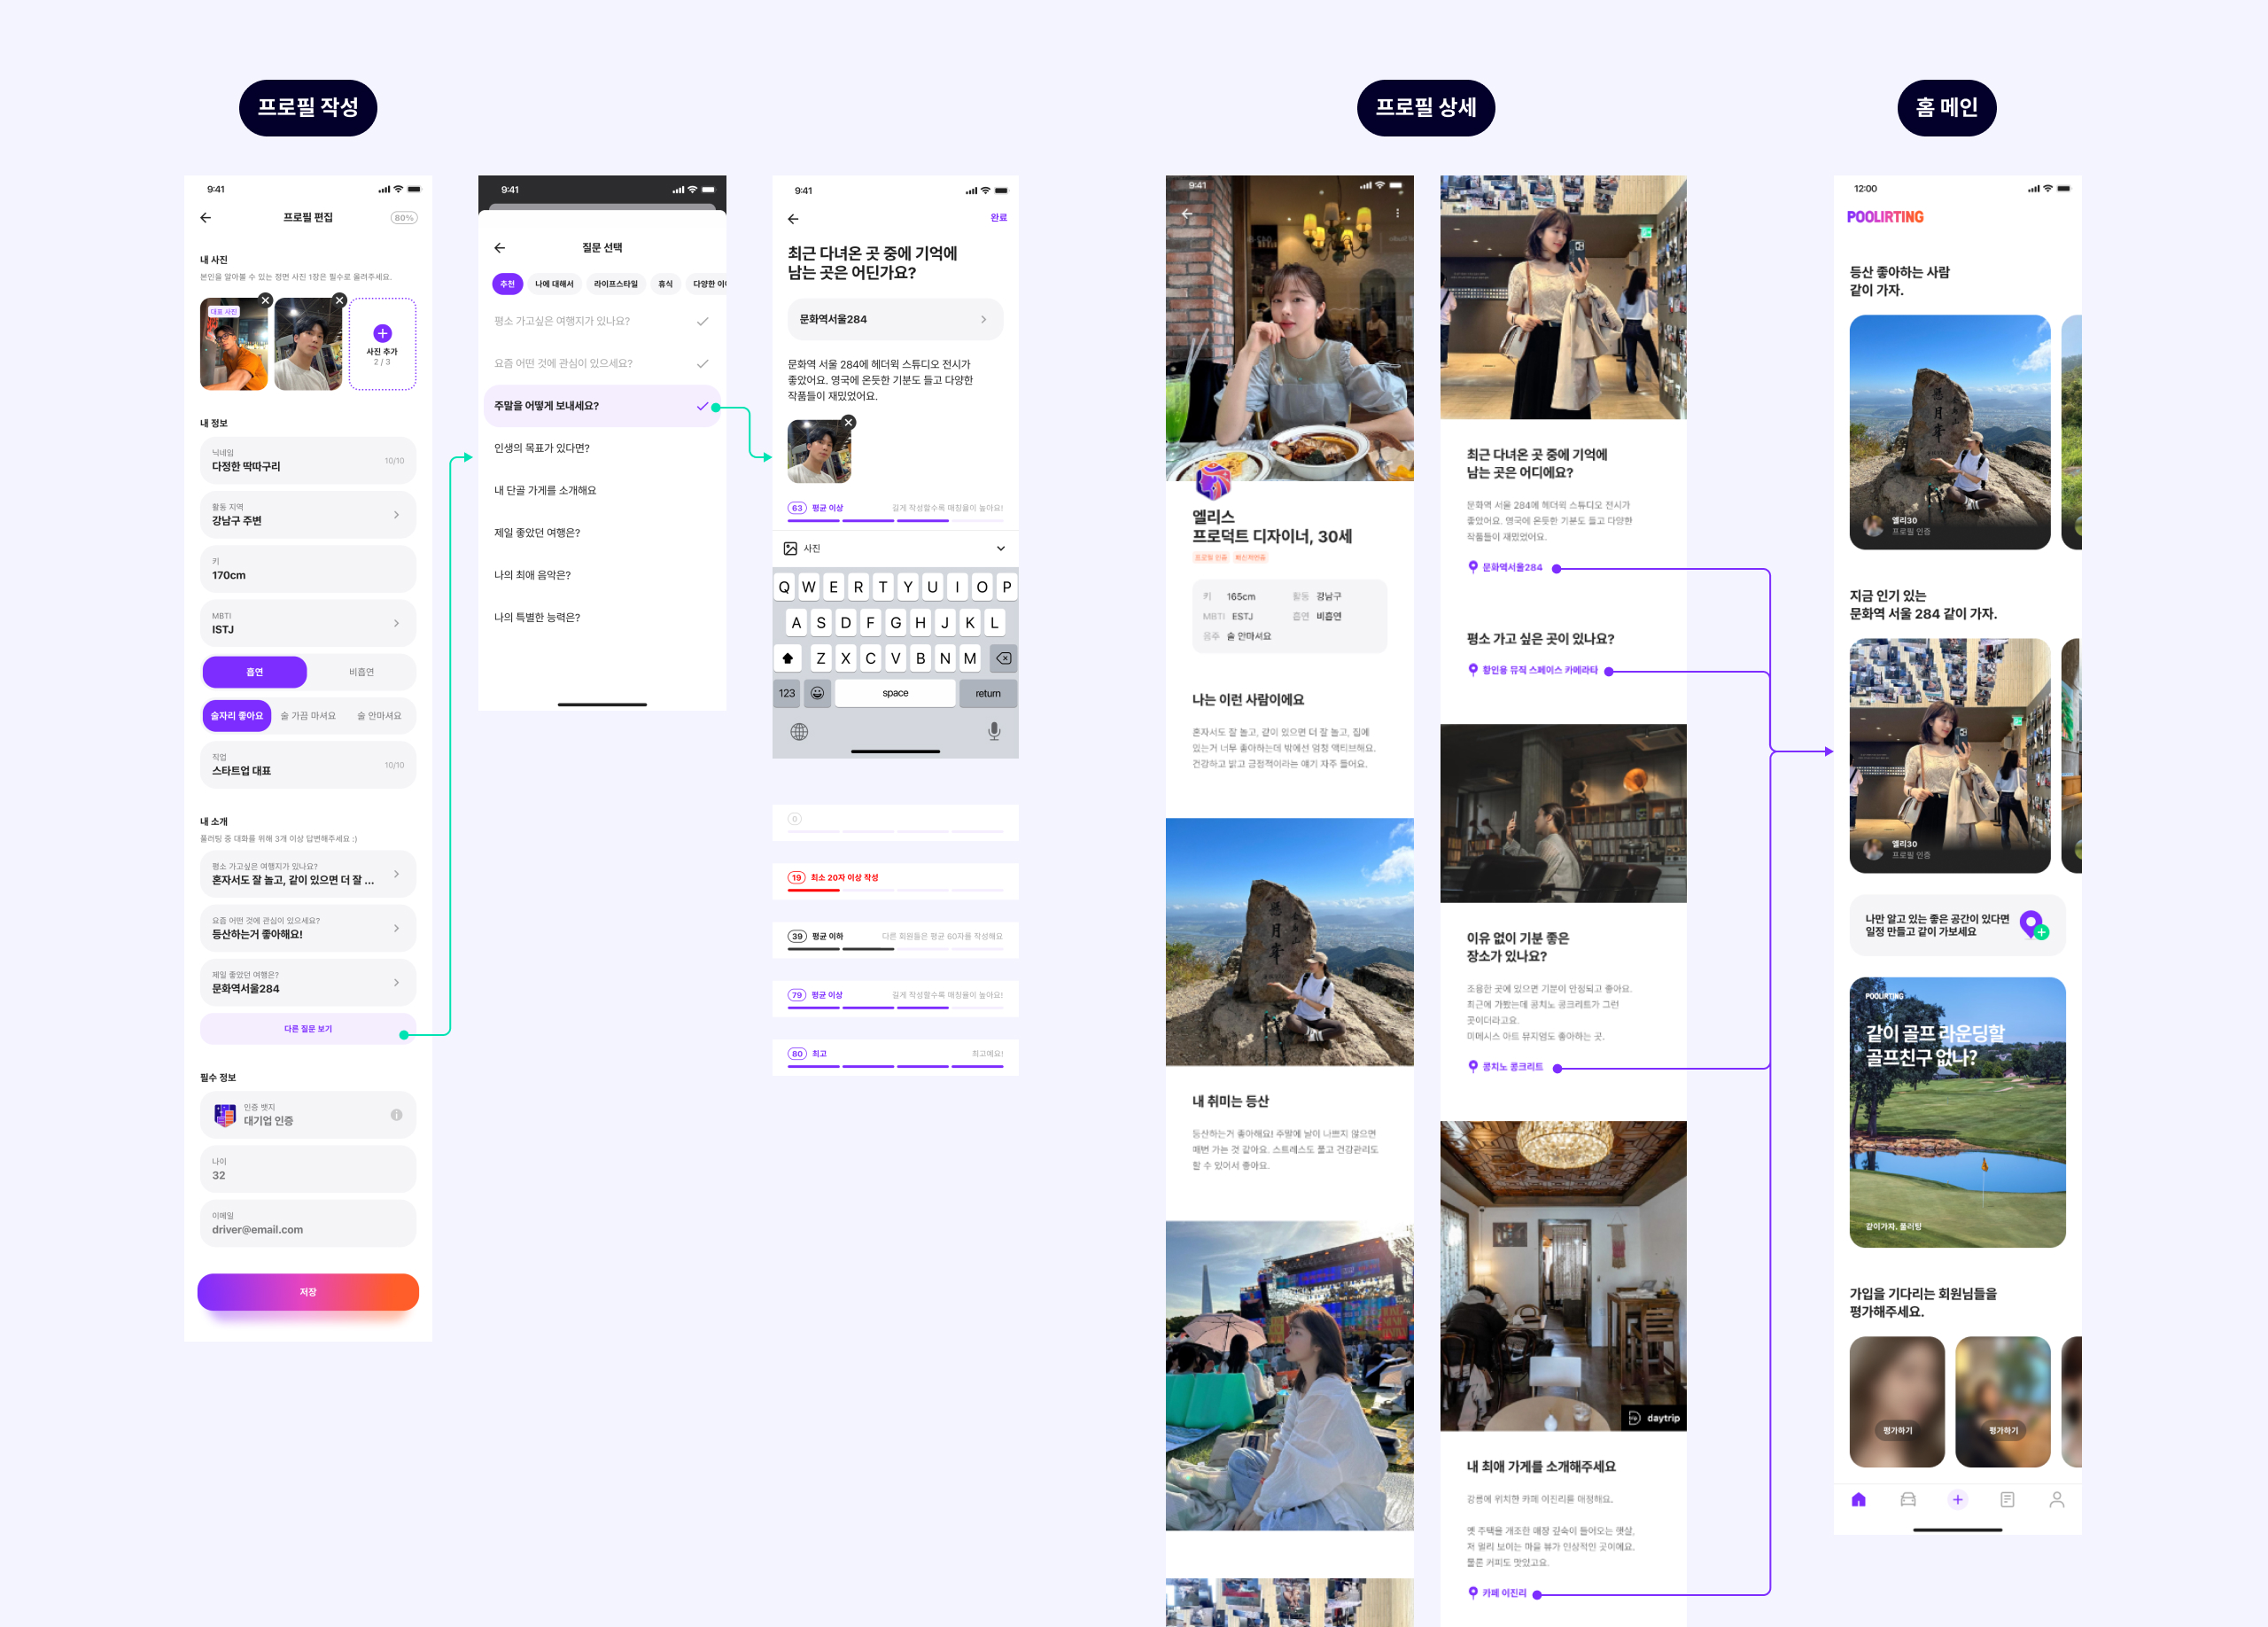 프로필 작성
9:41
프로필 편집
80%
내 사진
본인을 알아볼 수 있는 정면 사진 1장은 필수로 올려주세요.
대표 사진
사진 추가
2 / 3
내 정보
닉네임
다정한 딱따구리
10/10
활동 지역
강남구 주변
키
170cm
MBTI
ISTJ
흡연
비흡연
술자리 좋아요
술 가끔 마셔요
술 안마셔요
직업
스타트업 대표
10/10
내 소개
풀러팅 중 대화를 위해 3개 이상 답변해주세요 :)
평소 가고싶은 여행지가 있나요?
혼자서도 잘 놀고, 같이 있으면 더 잘 ...
요즘 어떤 것에 관심이 있으세요?
등산하는거 좋아해요!
제일 좋았던 여행은?
문화역서울284
다른 질문 보기
필수 정보
인증 뱃지
대기업 인증
나이
32
이메일
driver@email.com
저장
9:41
질문 선택
추천
나에 대해서
라이프스타일
휴식
다양한 이
평소 가고싶은 여행지가 있나요?
요즘 어떤 것에 관심이 있으세요?
주말을 어떻게 보내세요?
인생의 목표가 있다면?
내 단골 가게를 소개해요
제일 좋았던 여행은?
나의 최애 음악은?
나의 특별한 능력은?
9:41
완료
최근 다녀온 곳 중에 기억에
남는 곳은 어딘가요?
문화역서울284
문화역 서울 284에 헤더윅 스튜디오 전시가
좋았어요. 영국에 온듯한 기분도 들고 다양한
작품들이 재밌었어요.
63 평균 이상
길게 작성할수록 매칭율이 높아요!
사진
Q W E R T Y U I O P
A S D F G H J K L
Z X C V B N M
123
space
return
0
19 최소 20자 이상 작성
39 평균 이하
다른 회원들은 평균 60자를 작성해요
79 평균 이상
길게 작성할수록 매칭율이 높아요!
80 최고
최고예요!
프로필 상세
9:41
엘리스
프로덕트 디자이너, 30세
프로필 인증
키 165cm
활동 강남구
MBTI ESTJ
흡연 비흡연
음주 술 안마셔요
나는 이런 사람이에요
혼자서도 잘 놀고, 같이 있으면 더 잘 놀고, 집에
있는거 너무 좋아하는데 밖에선 엄청 액티브해요.
건강하고 밝고 긍정적이라는 얘기 자주 들어요.
내 취미는 등산
등산하는거 좋아해요! 주말에 날이 나쁘지 않으면
매번 가는 것 같아요. 스트레스도 풀고 건강관리도
할 수 있어서 좋아요.
최근 다녀온 곳 중에 기억에
남는 곳은 어디에요?
문화역 서울 284에 헤더윅 스튜디오 전시가
좋았어요. 영국에 온듯한 기분도 들고 다양한
작품들이 재밌었어요.
문화역서울284
평소 가고 싶은 곳이 있나요?
황인용 뮤직 스페이스 카메라타
이유 없이 기분 좋은
장소가 있나요?
조용한 곳에 있으면 기분이 안정되고 좋아요.
최근에 가봤는데 콩치노 콩크리트가 그런
곳이더라고요.
미메시스 아트 뮤지엄도 좋아하는 곳.
콩치노 콩크리트
daytrip
내 최애 가게를 소개해주세요
강릉에 위치한 카페 이진리를 애정해요.
옛 주택을 개조한 매장 깊숙이 들어오는 햇살,
저 멀리 보이는 마을 뷰가 인상적인 곳이에요.
물론 커피도 맛있고요.
카페 이진리
홈 메인
12:00
POOLIRTING
등산 좋아하는 사람
같이 가자.
엘리30
프로필 인증
지금 인기 있는
문화역 서울 284 같이 가자.
엘리30
프로필 인증
나만 알고 있는 좋은 공간이 있다면
일정 만들고 같이 가보세요
POOLIRTING
같이 골프 라운딩할
골프친구 없나?
같이가자. 풀러팅
가입을 기다리는 회원님들을
평가해주세요.
평가하기
평가하기